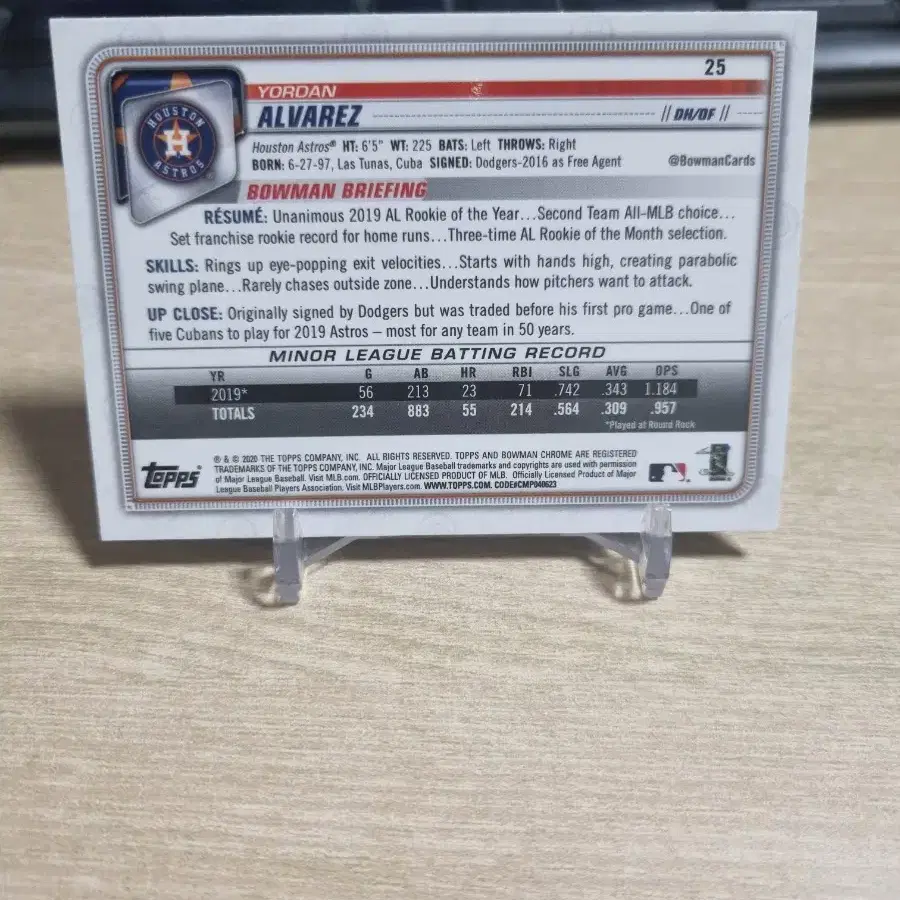 25
YORDAN
ALVAREZ
// DH/OF //
HOUSTON
H
ASTROS
Houston Astros® HT: 6'5" WT: 225 BATS: Left THROWS: Right
BORN: 6-27-97, Las Tunas, Cuba SIGNED: Dodgers-2016 as Free Agent
@BowmanCards
BOWMAN BRIEFING
RÉSUMÉ: Unanimous 2019 AL Rookie of the Year...Second Team All-MLB choice...
Set franchise rookie record for home runs...Three-time AL Rookie of the Month selection.
SKILLS: Rings up eye-popping exit velocities...Starts with hands high, creating parabolic
swing plane...Rarely chases outside zone...Understands how pitchers want to attack.
UP CLOSE: Originally signed by Dodgers but was traded before his first pro game...One of
five Cubans to play for 2019 Astros – most for any team in 50 years.
MINOR LEAGUE BATTING RECORD
YR G AB HR RBI SLG AVG OPS
2019* 56 213 23 71 .742 .343 1.184
TOTALS 234 883 55 214 .564 .309 .957
*Played at Round Rock
Topps
® & © 2020 THE TOPPS COMPANY, INC. ALL RIGHTS RESERVED. TOPPS AND BOWMAN CHROME ARE REGISTERED
TRADEMARKS OF THE TOPPS COMPANY, INC. Major League Baseball trademarks and copyrights are used with permission
of Major League Baseball. Visit MLB.com. OFFICIALLY LICENSED PRODUCT OF MLB. Officially Licensed Product of Major
League Baseball Players Association. Visit MLBPlayers.com. WWW.TOPPS.COM. CODE#CMP040623